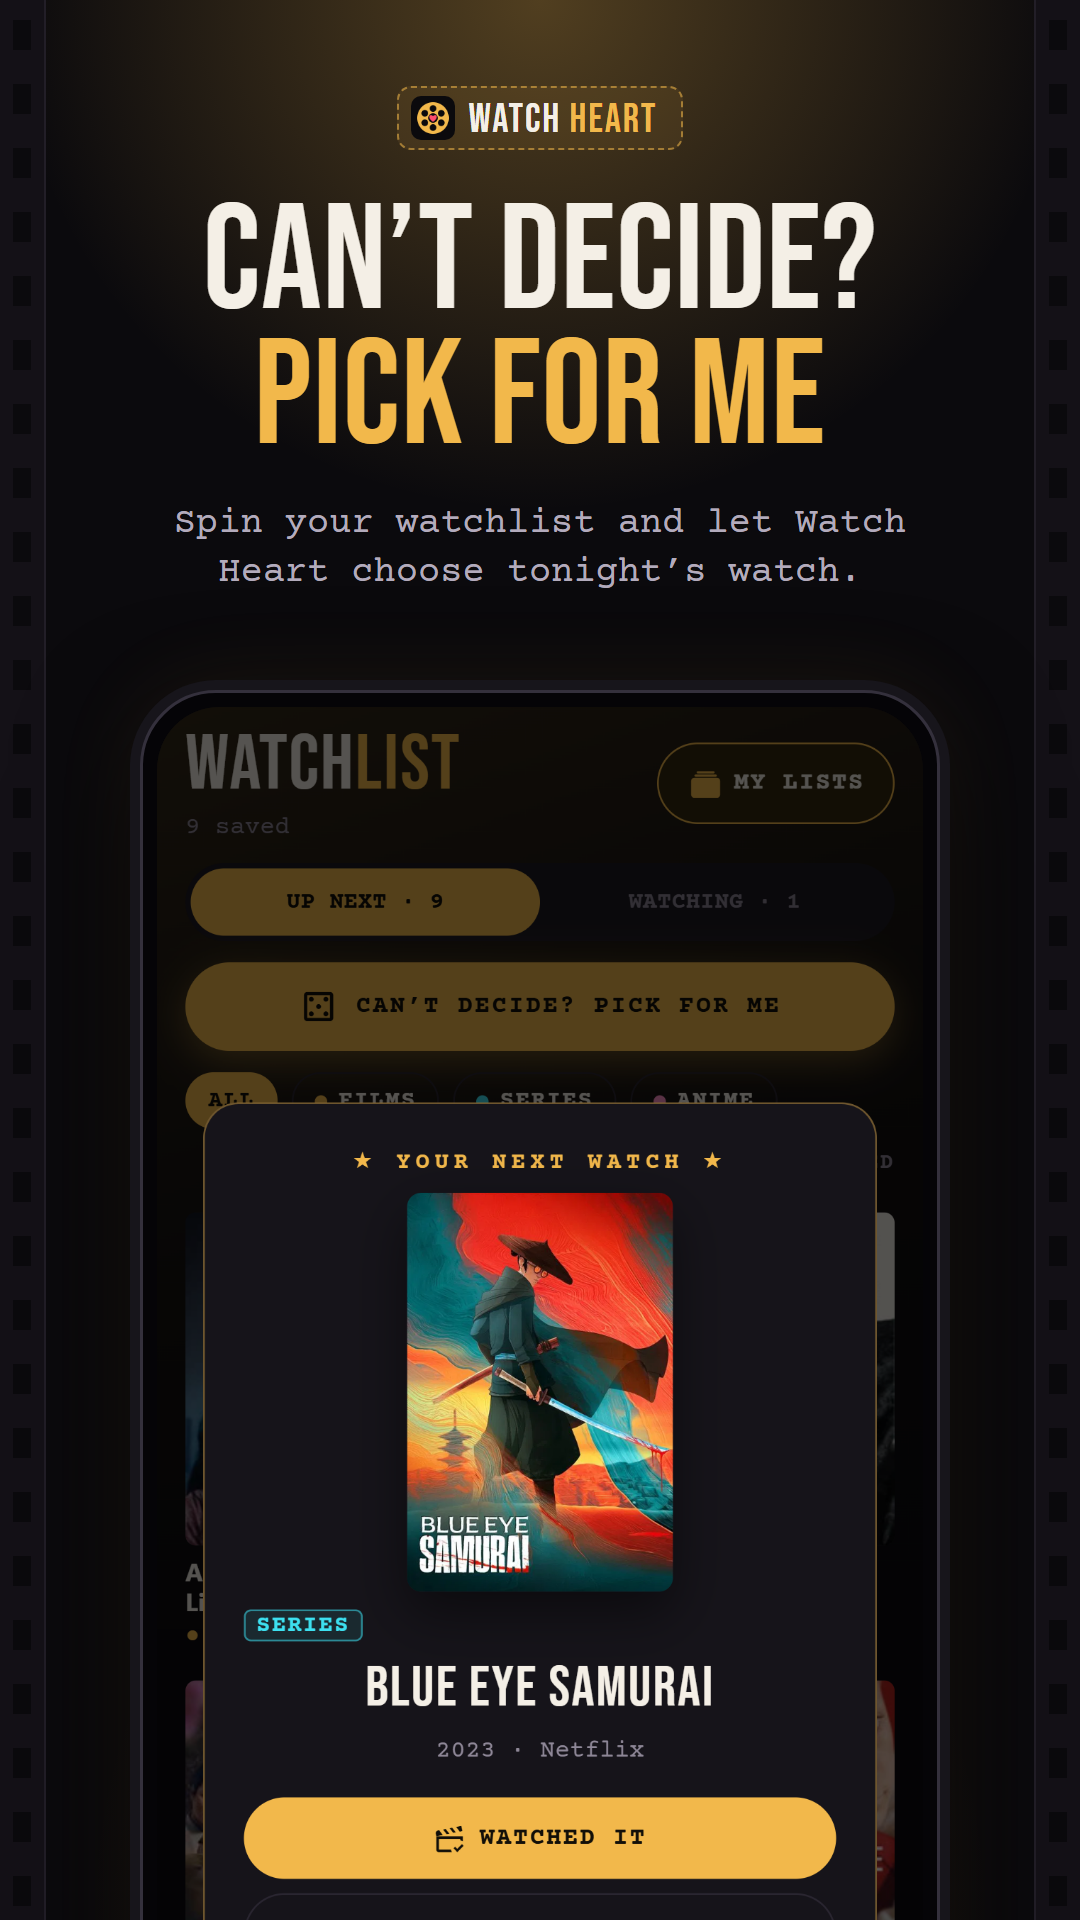 WATCH HEART
CAN’T DECIDE?
PICK FOR ME
Spin your watchlist and let Watch
Heart choose tonight’s watch.
WATCHLIST
MY LISTS
9 saved
UP NEXT · 9
WATCHING · 1
CAN’T DECIDE? PICK FOR ME
ALL
FILMS
SERIES
ANIME
★ YOUR NEXT WATCH ★
D
BLUE EYE
SAMURAI
A
Li
SERIES
BLUE EYE SAMURAI
2023 · Netflix
WATCHED IT